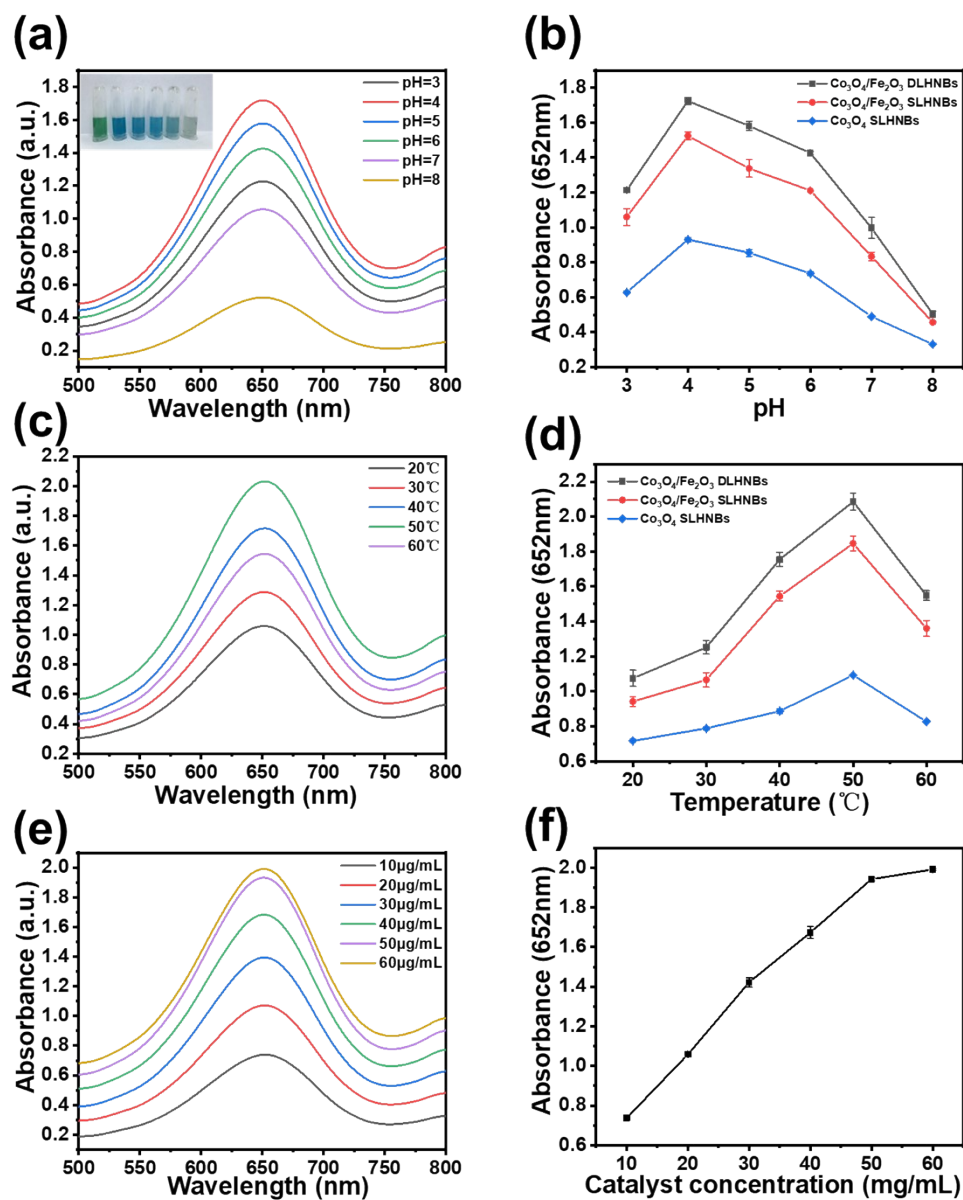 (a)
Absorbance (a.u.)
1.8
1.6
1.4
1.2
1.0
0.8
0.6
0.4
0.2
pH=3
pH=4
pH=5
pH=6
pH=7
pH=8
500 550 600 650 700 750 800
Wavelength (nm)
(b)
Absorbance (652nm)
1.8
1.6
1.4
1.2
1.0
0.8
0.6
0.4
0.2
Co₃O₄/Fe₂O₃ DLHNBs
Co₃O₄/Fe₂O₃ SLHNBs
Co₃O₄ SLHNBs
3 4 5 6 7 8
pH
(c)
Absorbance (a.u.)
2.2
2.0
1.8
1.6
1.4
1.2
1.0
0.8
0.6
0.4
0.2
20℃
30℃
40℃
50℃
60℃
500 550 600 650 700 750 800
Wavelength (nm)
(d)
Absorbance (652nm)
2.2
2.0
1.8
1.6
1.4
1.2
1.0
0.8
0.6
Co₃O₄/Fe₂O₃ DLHNBs
Co₃O₄/Fe₂O₃ SLHNBs
Co₃O₄ SLHNBs
20 30 40 50 60
Temperature (℃)
(e)
Absorbance (a.u.)
2.0
1.8
1.6
1.4
1.2
1.0
0.8
0.6
0.4
0.2
10μg/mL
20μg/mL
30μg/mL
40μg/mL
50μg/mL
60μg/mL
500 550 600 650 700 750 800
Wavelength (nm)
(f)
Absorbance (652nm)
2.0
1.8
1.6
1.4
1.2
1.0
0.8
0.6
10 20 30 40 50 60
Catalyst concentration (mg/mL)